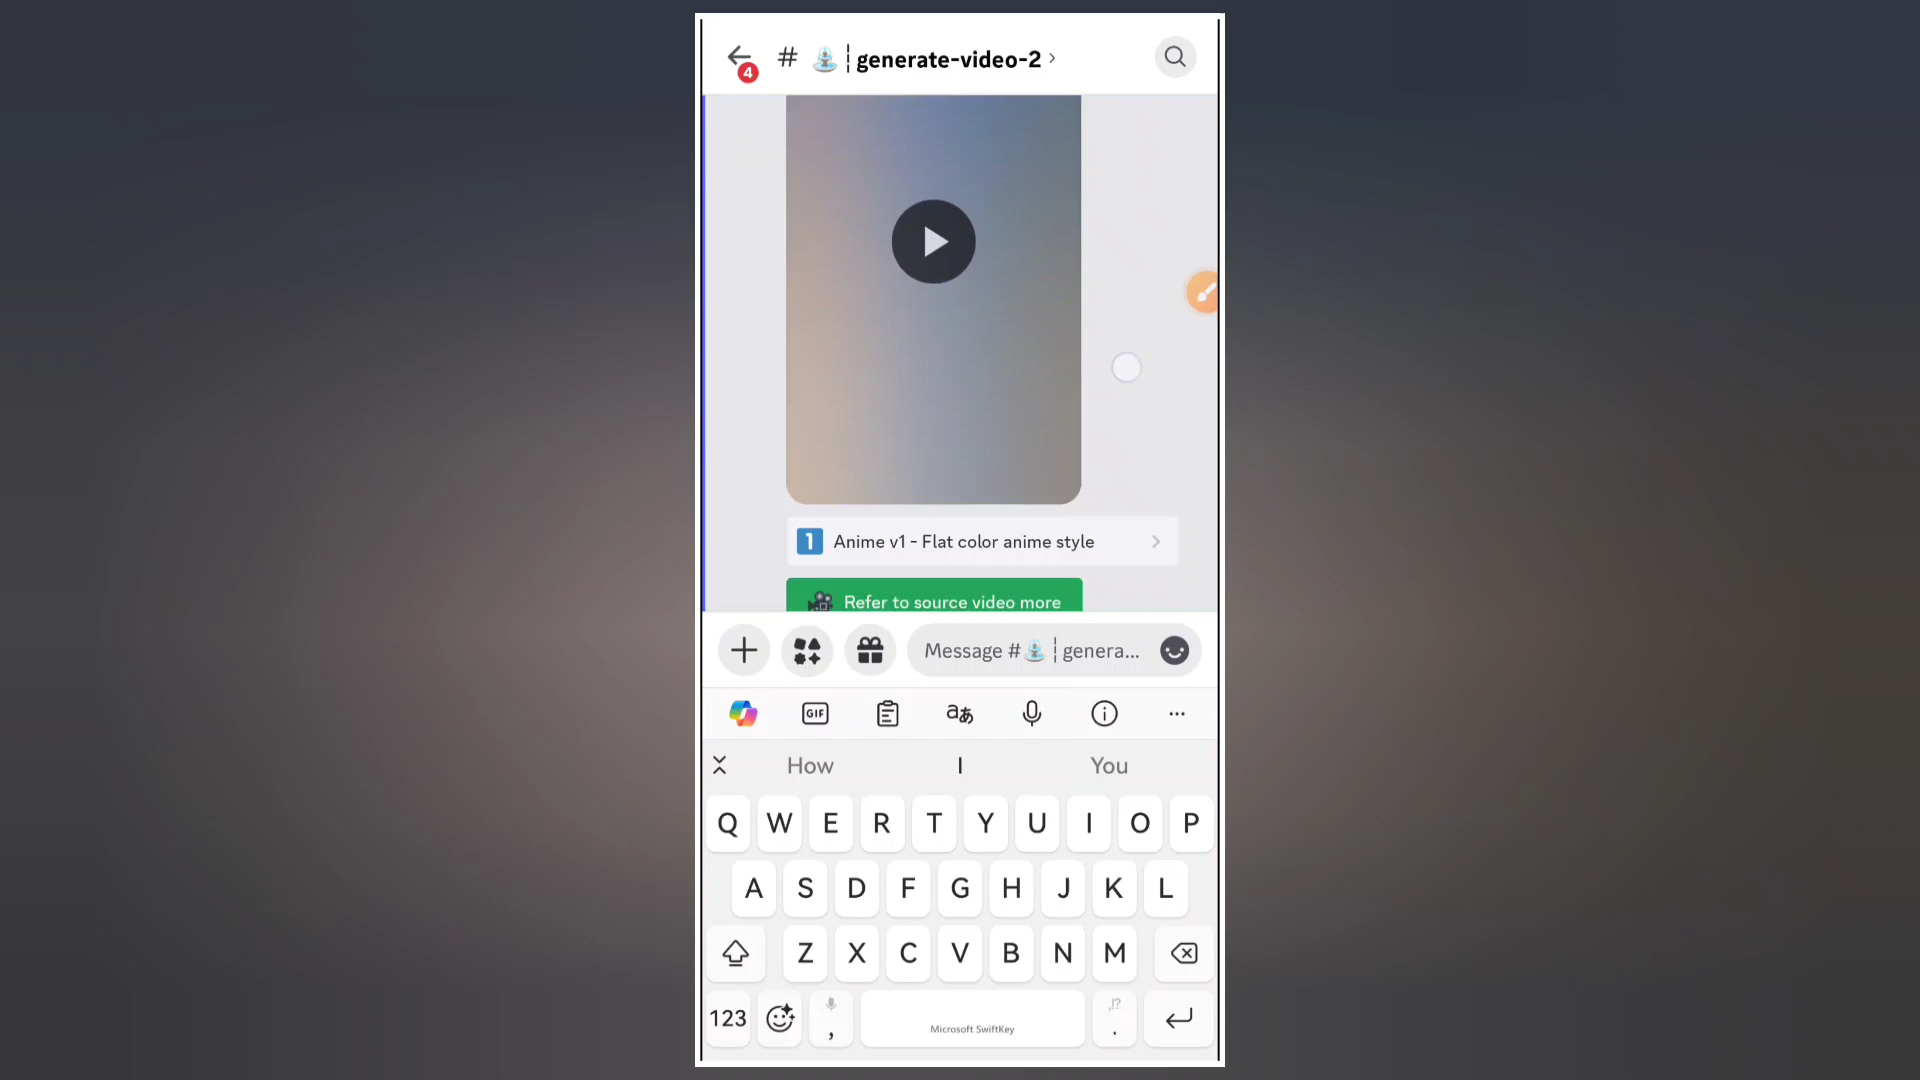 4 # generate-video-2
1 Anime v1 - Flat color anime style
Refer to source video more
Message # genera...
GIF aあ
How I You
Q W E R T Y U I O P
A S D F G H J K L
Z X C V B N M
123 , Microsoft SwiftKey ,!? .